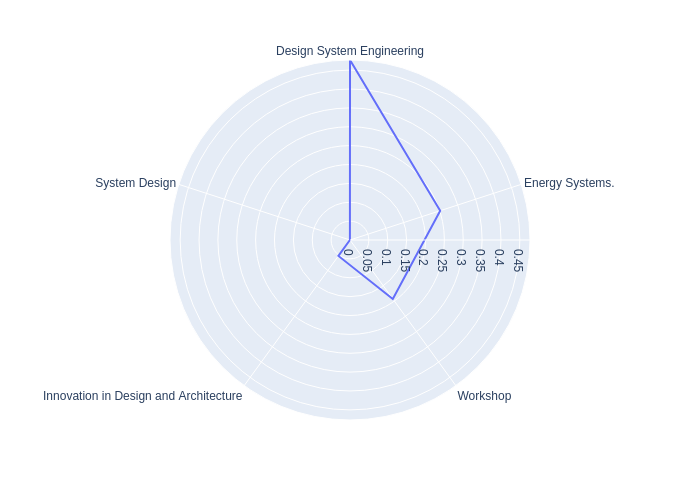 Design System Engineering
System Design
Energy Systems.
0
0.05
0.1
0.15
0.2
0.25
0.3
0.35
0.4
0.45
Innovation in Design and Architecture
Workshop